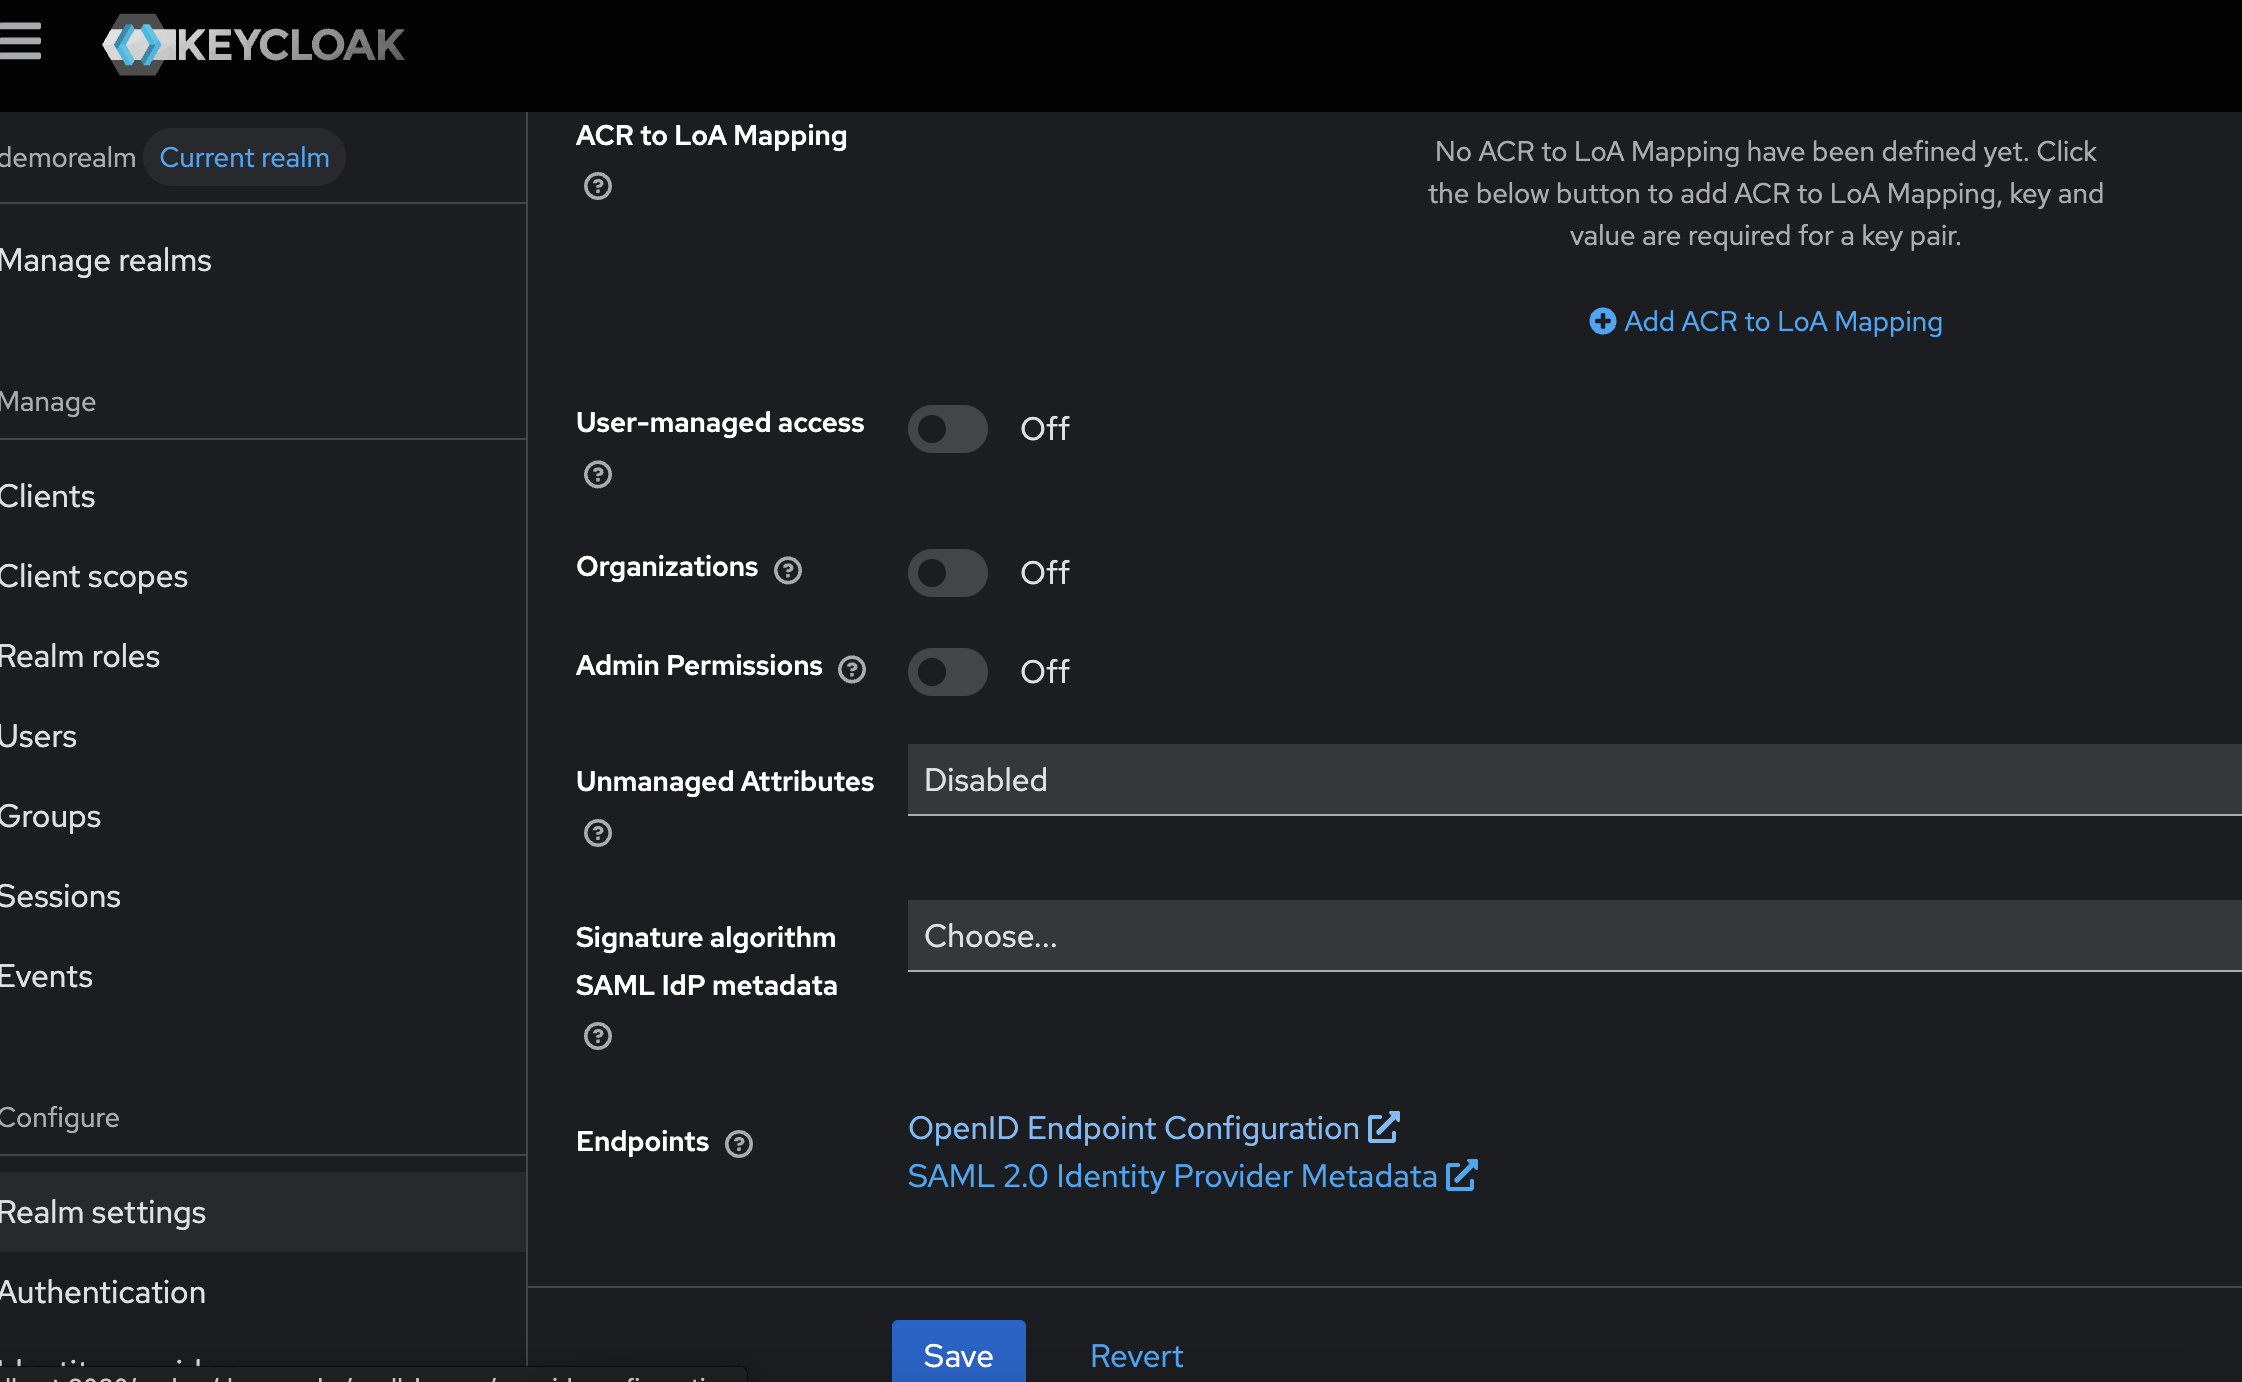 KEYCLOAK
demorealm Current realm
Manage realms
Manage
Clients
Client scopes
Realm roles
Users
Groups
Sessions
Events
Configure
Realm settings
Authentication
ACR to LoA Mapping
No ACR to LoA Mapping have been defined yet. Click
the below button to add ACR to LoA Mapping, key and
value are required for a key pair.
Add ACR to LoA Mapping
User-managed access
Off
Organizations
Off
Admin Permissions
Off
Unmanaged Attributes
Disabled
Signature algorithm
SAML IdP metadata
Choose...
Endpoints
OpenID Endpoint Configuration
SAML 2.0 Identity Provider Metadata
Save
Revert